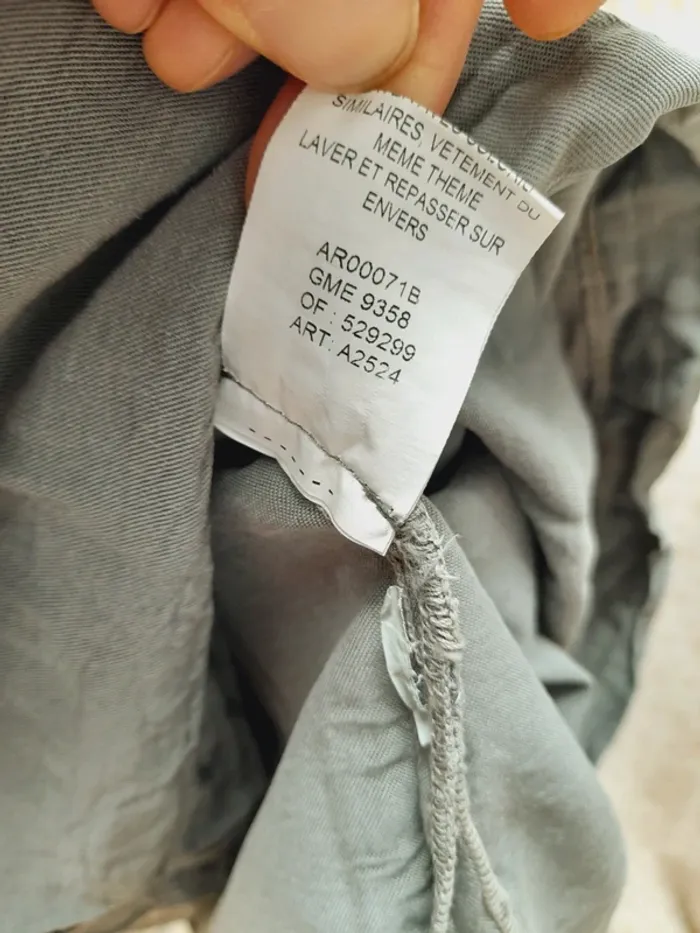 SIMILAIRES, VETEMENT DU
MEME THEME
LAVER ET REPASSER SUR
ENVERS
AR00071B
GME 9358
OF : 529299
ART: A2524